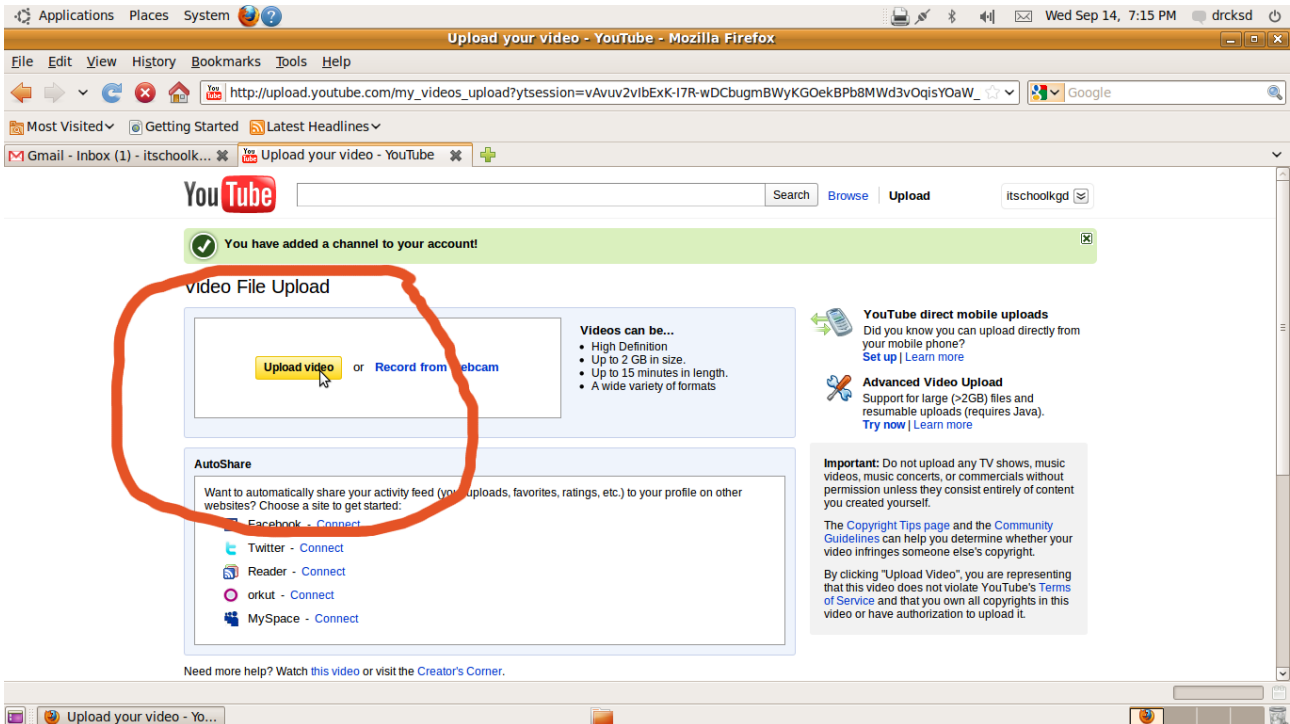 Applications Places System Wed Sep 14, 7:15 PM drcksd
Upload your video - YouTube - Mozilla Firefox
File Edit View History Bookmarks Tools Help
You Tube http://upload.youtube.com/my_videos_upload?ytsession=vAvuv2vIbExK-I7R-wDCbugmBWyKGOekBPb8MWd3vOqisYOaW_ Google
Most Visited Getting Started Latest Headlines
Gmail - Inbox (1) - itschoolk... You Tube Upload your video - YouTube
You Tube Search Browse Upload itschoolkgd
You have added a channel to your account!
Video File Upload
Upload video or Record from webcam
Videos can be...
• High Definition
• Up to 2 GB in size.
• Up to 15 minutes in length.
• A wide variety of formats
YouTube direct mobile uploads
Did you know you can upload directly from
your mobile phone?
Set up | Learn more
Advanced Video Upload
Support for large (>2GB) files and
resumable uploads (requires Java).
Try now | Learn more
AutoShare
Want to automatically share your activity feed (your uploads, favorites, ratings, etc.) to your profile on other
websites? Choose a site to get started:
Facebook - Connect
Twitter - Connect
Reader - Connect
orkut - Connect
MySpace - Connect
Important: Do not upload any TV shows, music
videos, music concerts, or commercials without
permission unless they consist entirely of content
you created yourself.
The Copyright Tips page and the Community
Guidelines can help you determine whether your
video infringes someone else's copyright.
By clicking "Upload Video", you are representing
that this video does not violate YouTube's Terms
of Service and that you own all copyrights in this
video or have authorization to upload it.
Need more help? Watch this video or visit the Creator's Corner.
Upload your video - Yo...